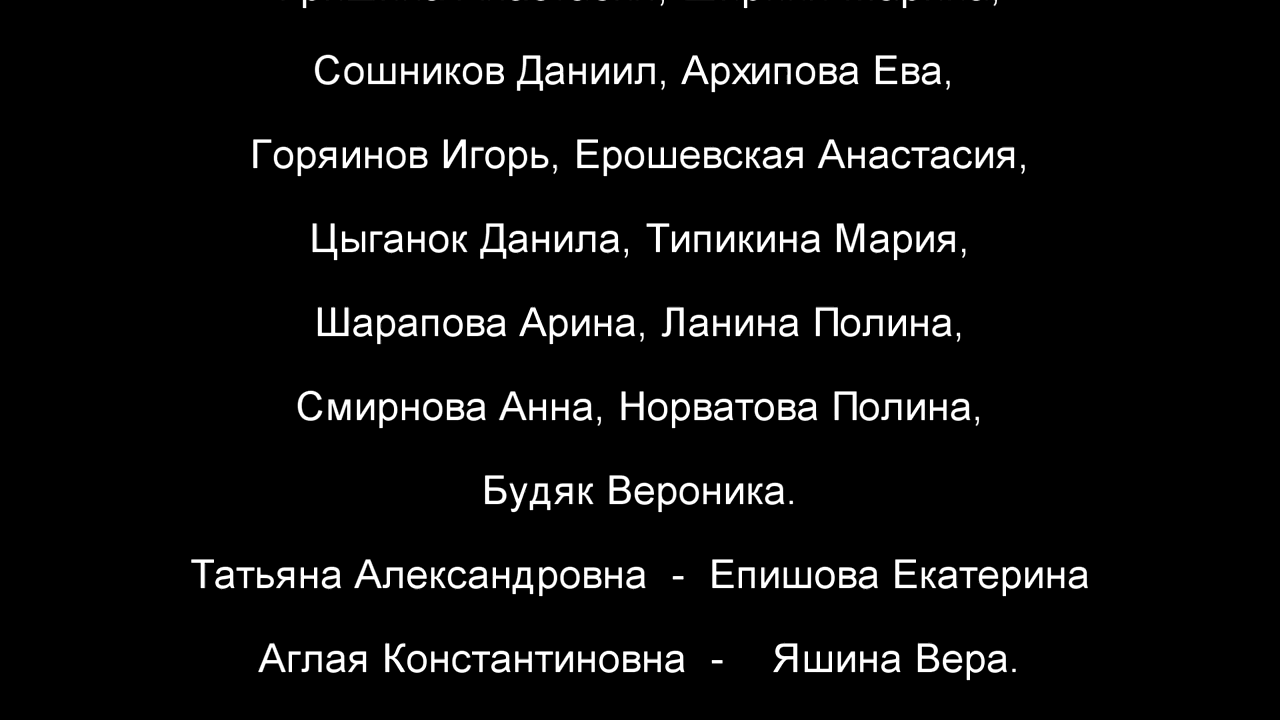 Сошников Даниил, Архипова Ева,
Горяинов Игорь, Ерошевская Анастасия,
Цыганок Данила, Типикина Мария,
Шарапова Арина, Ланина Полина,
Смирнова Анна, Норватова Полина,
Будяк Вероника.
Татьяна Александровна - Епишова Екатерина
Аглая Константиновна - Яшина Вера.